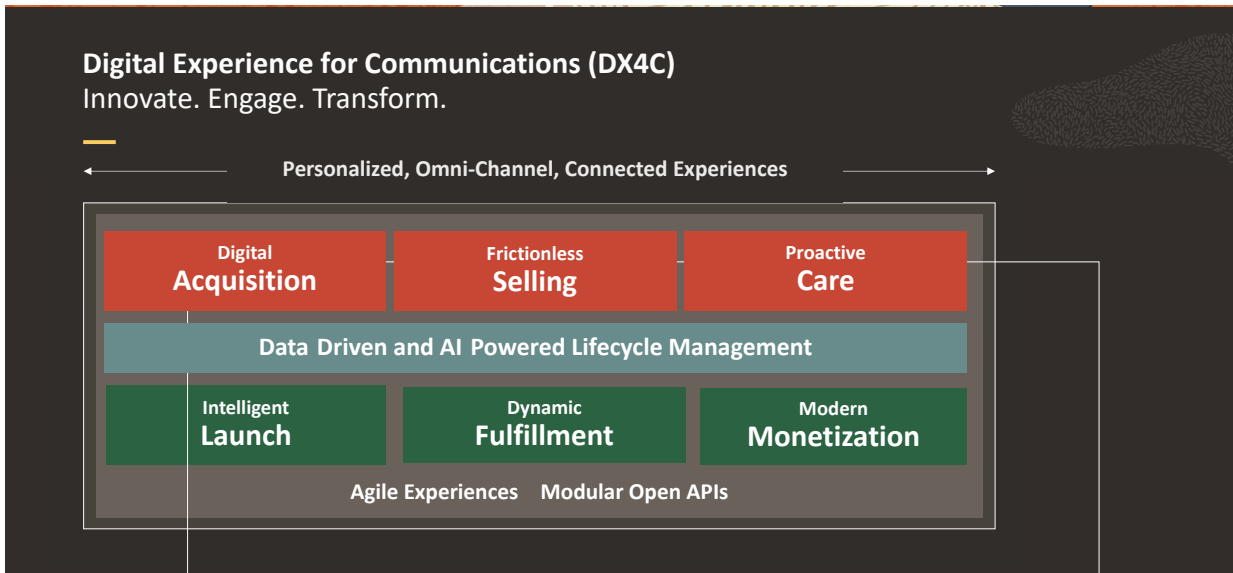 Digital Experience for Communications (DX4C)
Innovate. Engage. Transform.
Personalized, Omni-Channel, Connected Experiences
Digital
Acquisition
Frictionless
Selling
Proactive
Care
Data Driven and AI Powered Lifecycle Management
Intelligent
Launch
Dynamic
Fulfillment
Modern
Monetization
Agile Experiences Modular Open APIs